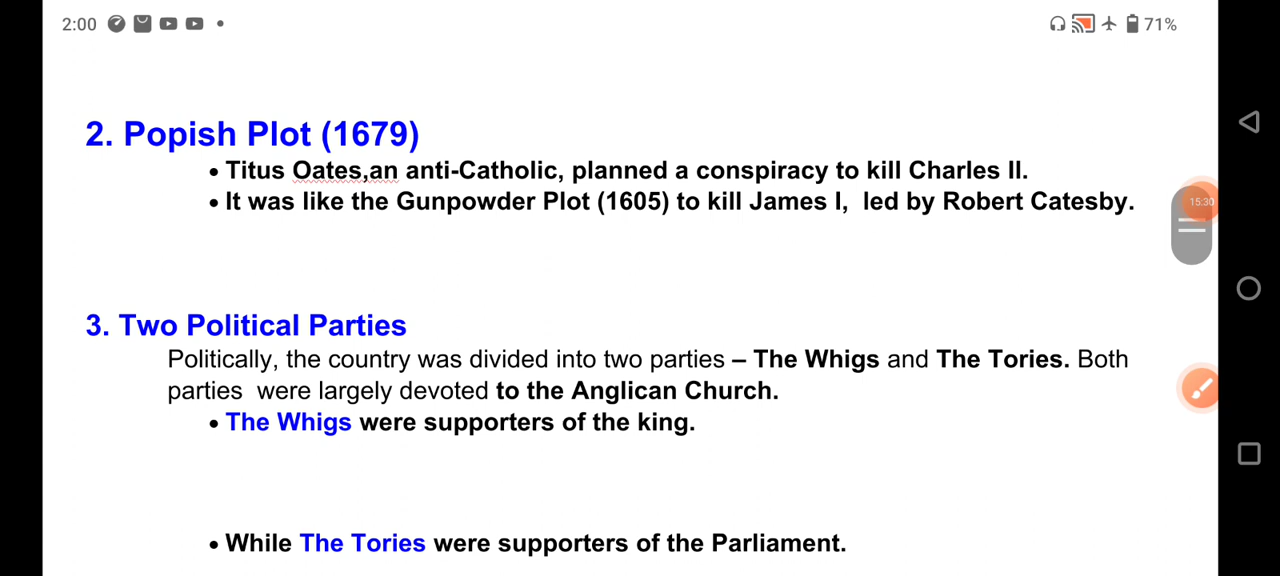 2:00
71%
2. Popish Plot (1679)
• Titus Oates,an anti-Catholic, planned a conspiracy to kill Charles II.
• It was like the Gunpowder Plot (1605) to kill James I, led by Robert Catesby.
15:30
3. Two Political Parties
Politically, the country was divided into two parties – The Whigs and The Tories. Both
parties were largely devoted to the Anglican Church.
• The Whigs were supporters of the king.
• While The Tories were supporters of the Parliament.